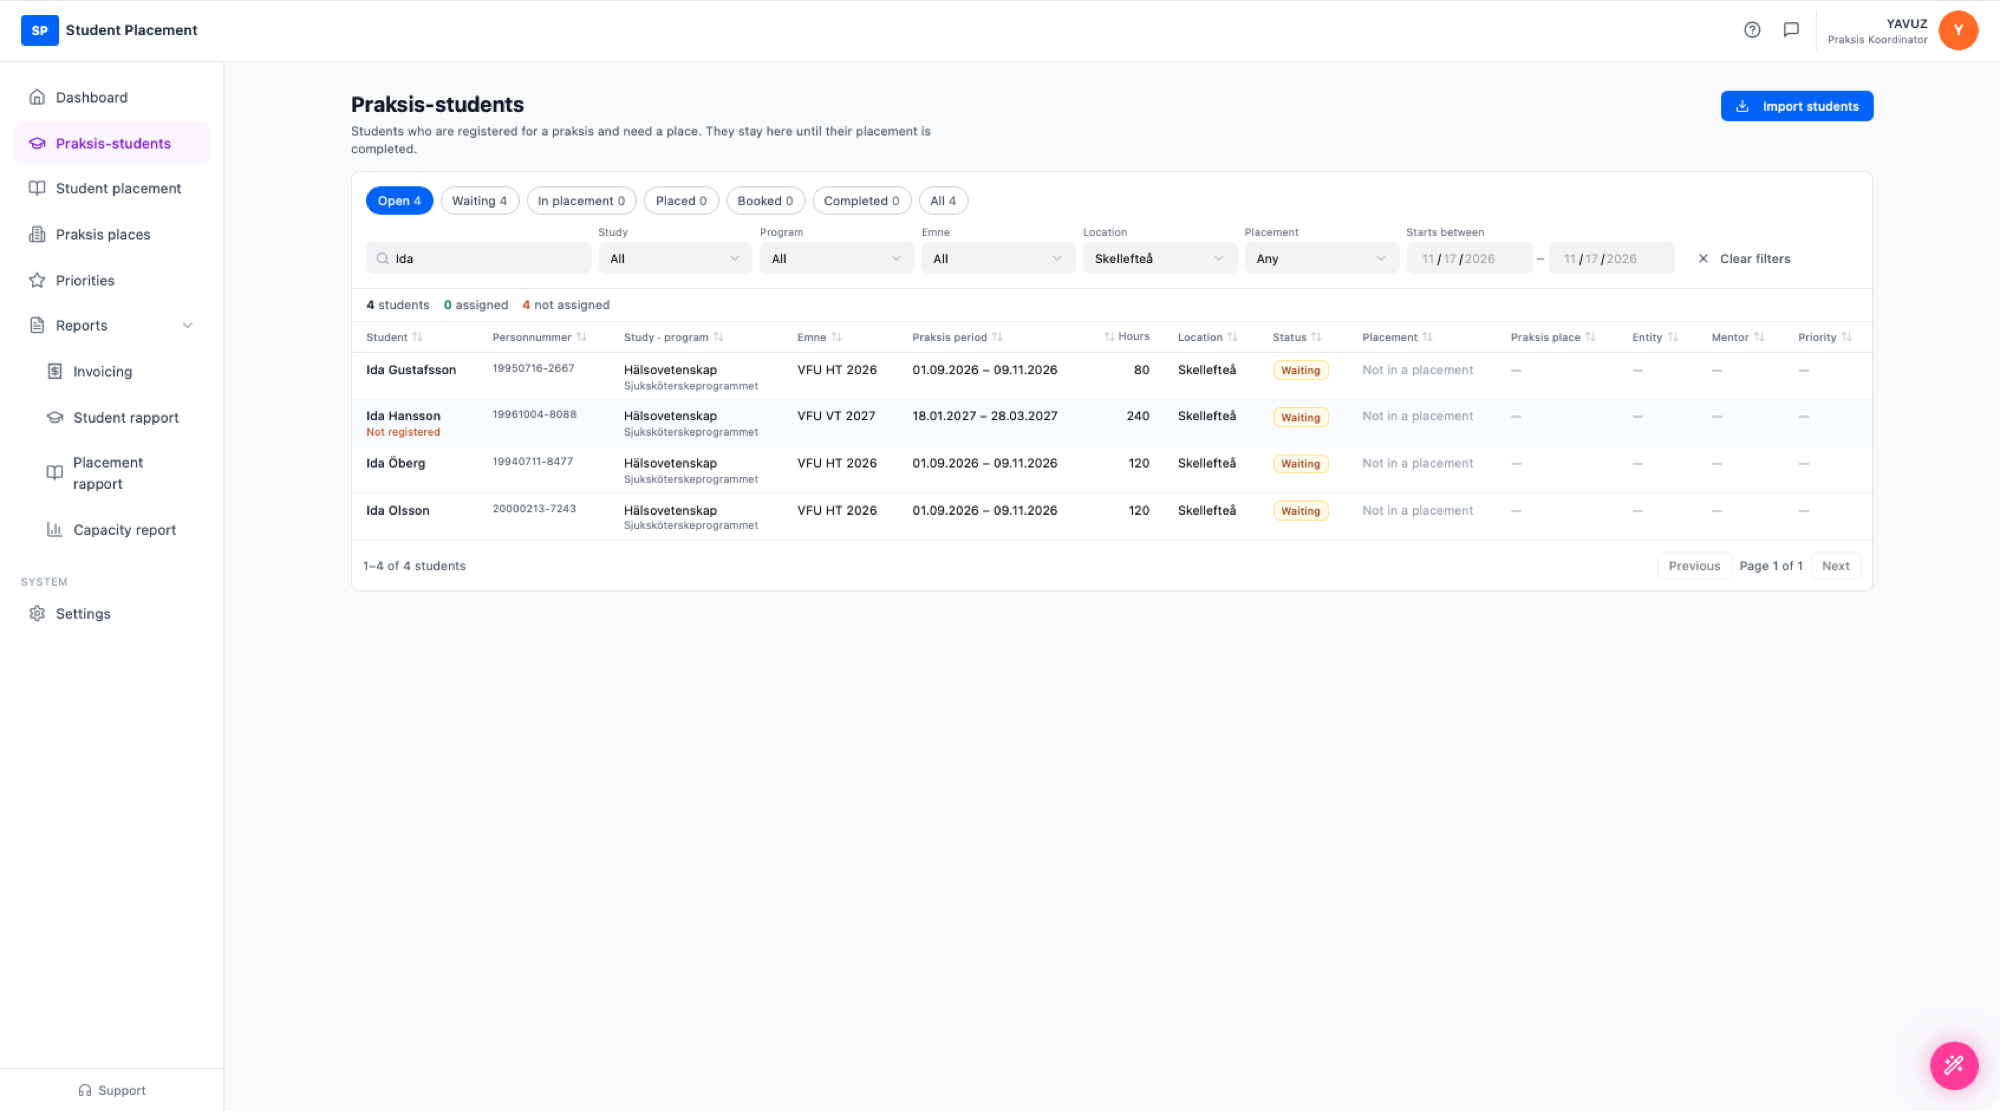 SP Student Placement
YAVUZ
Praksis Koordinator
Y
Dashboard
Praksis-students
Student placement
Praksis places
Priorities
Reports
Invoicing
Student rapport
Placement
rapport
Capacity report
SYSTEM
Settings
Support
Praksis-students
Students who are registered for a praksis and need a place. They stay here until their placement is
completed.
Import students
Open 4 Waiting 4 In placement 0 Placed 0 Booked 0 Completed 0 All 4
Study Program Emne Location Placement Starts between
Ida All All All Skellefteå Any 11/17/2026 – 11/17/2026 Clear filters
4 students 0 assigned 4 not assigned
Student Personnummer Study · program Emne Praksis period Hours Location Status Placement Praksis place Entity Mentor Priority
Ida Gustafsson 19950716-2667 Hälsovetenskap VFU HT 2026 01.09.2026 – 09.11.2026 80 Skellefteå Waiting Not in a placement — — — —
Sjuksköterskeprogrammet
Ida Hansson 19961004-8088 Hälsovetenskap VFU VT 2027 18.01.2027 – 28.03.2027 240 Skellefteå Waiting Not in a placement — — — —
Not registered Sjuksköterskeprogrammet
Ida Öberg 19940711-8477 Hälsovetenskap VFU HT 2026 01.09.2026 – 09.11.2026 120 Skellefteå Waiting Not in a placement — — — —
Sjuksköterskeprogrammet
Ida Olsson 20000213-7243 Hälsovetenskap VFU HT 2026 01.09.2026 – 09.11.2026 120 Skellefteå Waiting Not in a placement — — — —
Sjuksköterskeprogrammet
1–4 of 4 students Previous Page 1 of 1 Next